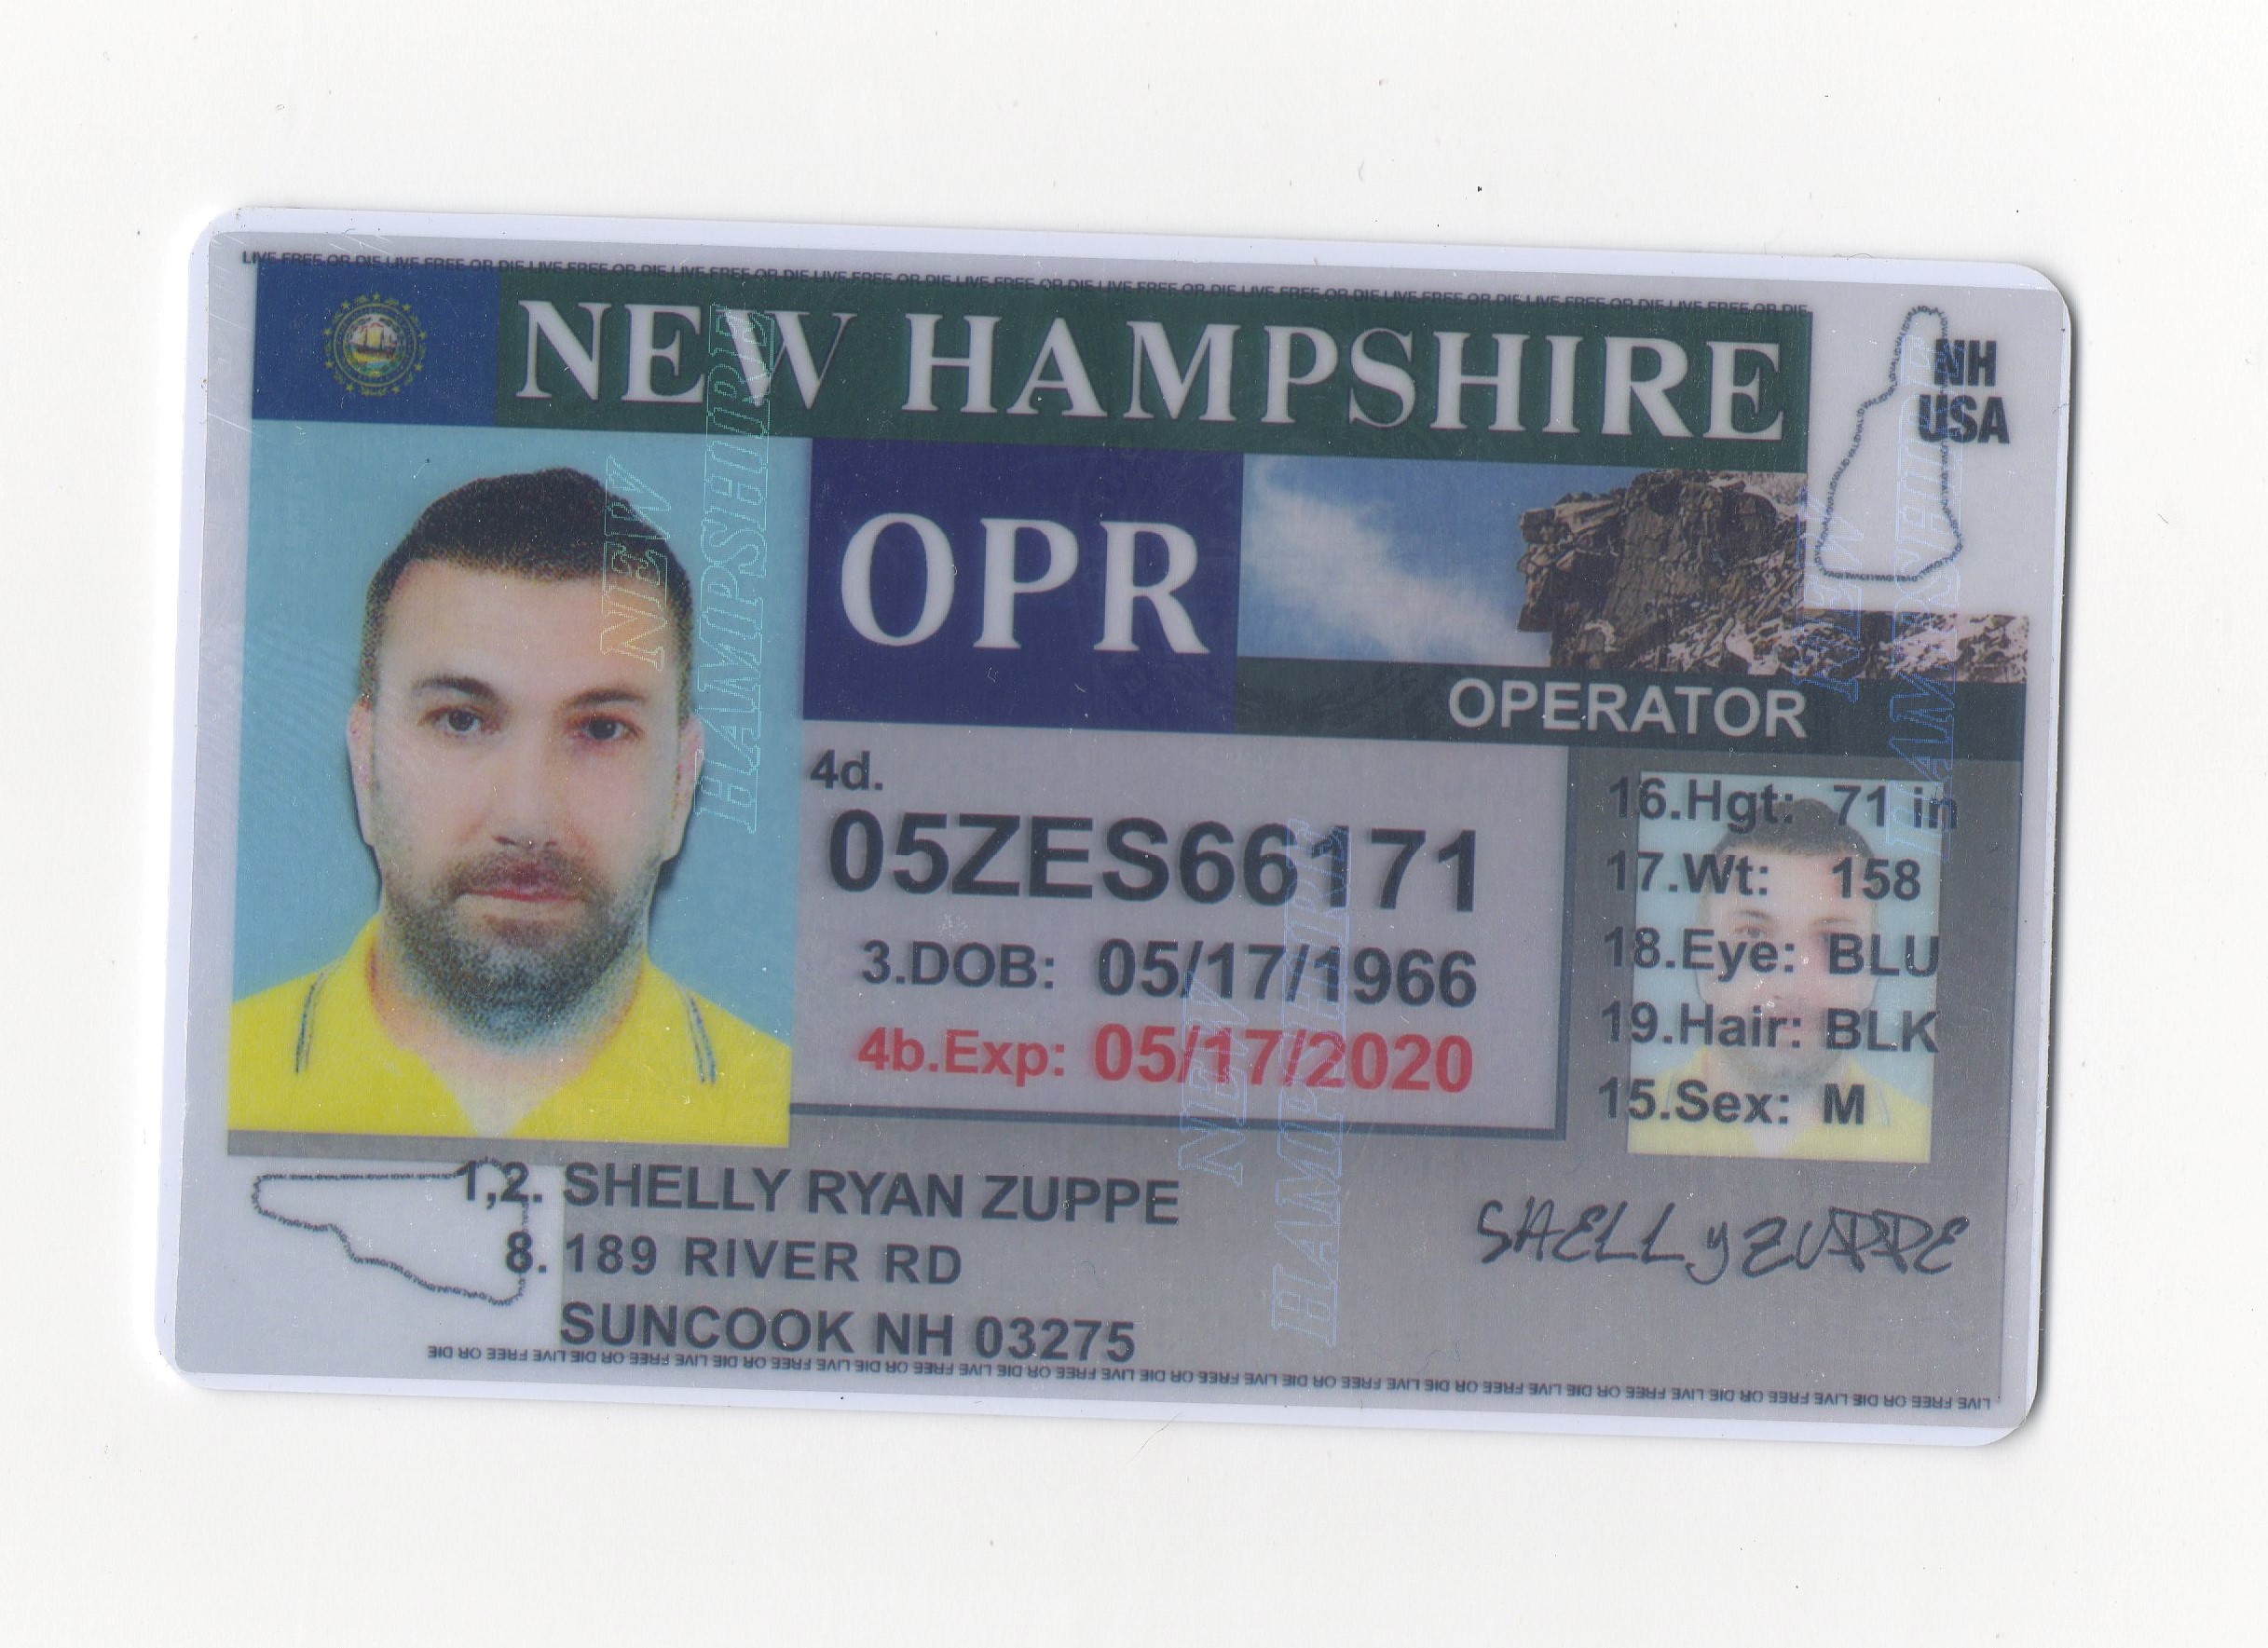 LIVE FREE OR DIE LIVE FREE OR DIE LIVE FREE OR DIE LIVE FREE OR DIE LIVE FREE OR DIE LIVE FREE OR DIE LIVE FREE OR DIE LIVE FREE OR DIE LIVE FREE OR DIE LIVE FREE OR DIE LIVE FREE OR DIE
NEW HAMPSHIRE
NH
USA
OPR
OPERATOR
NEW
HAMPSHIRE
NEW
HAMPSHIRE
4d.
05ZES66171
3.DOB: 05/17/1966
4b.Exp: 05/17/2020
16.Hgt: 71 in
17.Wt: 158
18.Eye: BLU
19.Hair: BLK
15.Sex: M
NEW
HAMPSHIRE
1,2. SHELLY RYAN ZUPPE
8. 189 RIVER RD
SUNCOOK NH 03275
SHELLY ZUPPE
LIVE FREE OR DIE LIVE FREE OR DIE LIVE FREE OR DIE LIVE FREE OR DIE LIVE FREE OR DIE LIVE FREE OR DIE LIVE FREE OR DIE LIVE FREE OR DIE LIVE FREE OR DIE LIVE FREE OR DIE LIVE FREE OR DIE